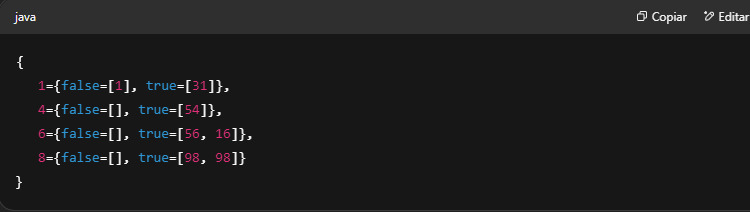 java Copiar Editar
{
1={false=[1], true=[31]},
4={false=[], true=[54]},
6={false=[], true=[56, 16]},
8={false=[], true=[98, 98]}
}